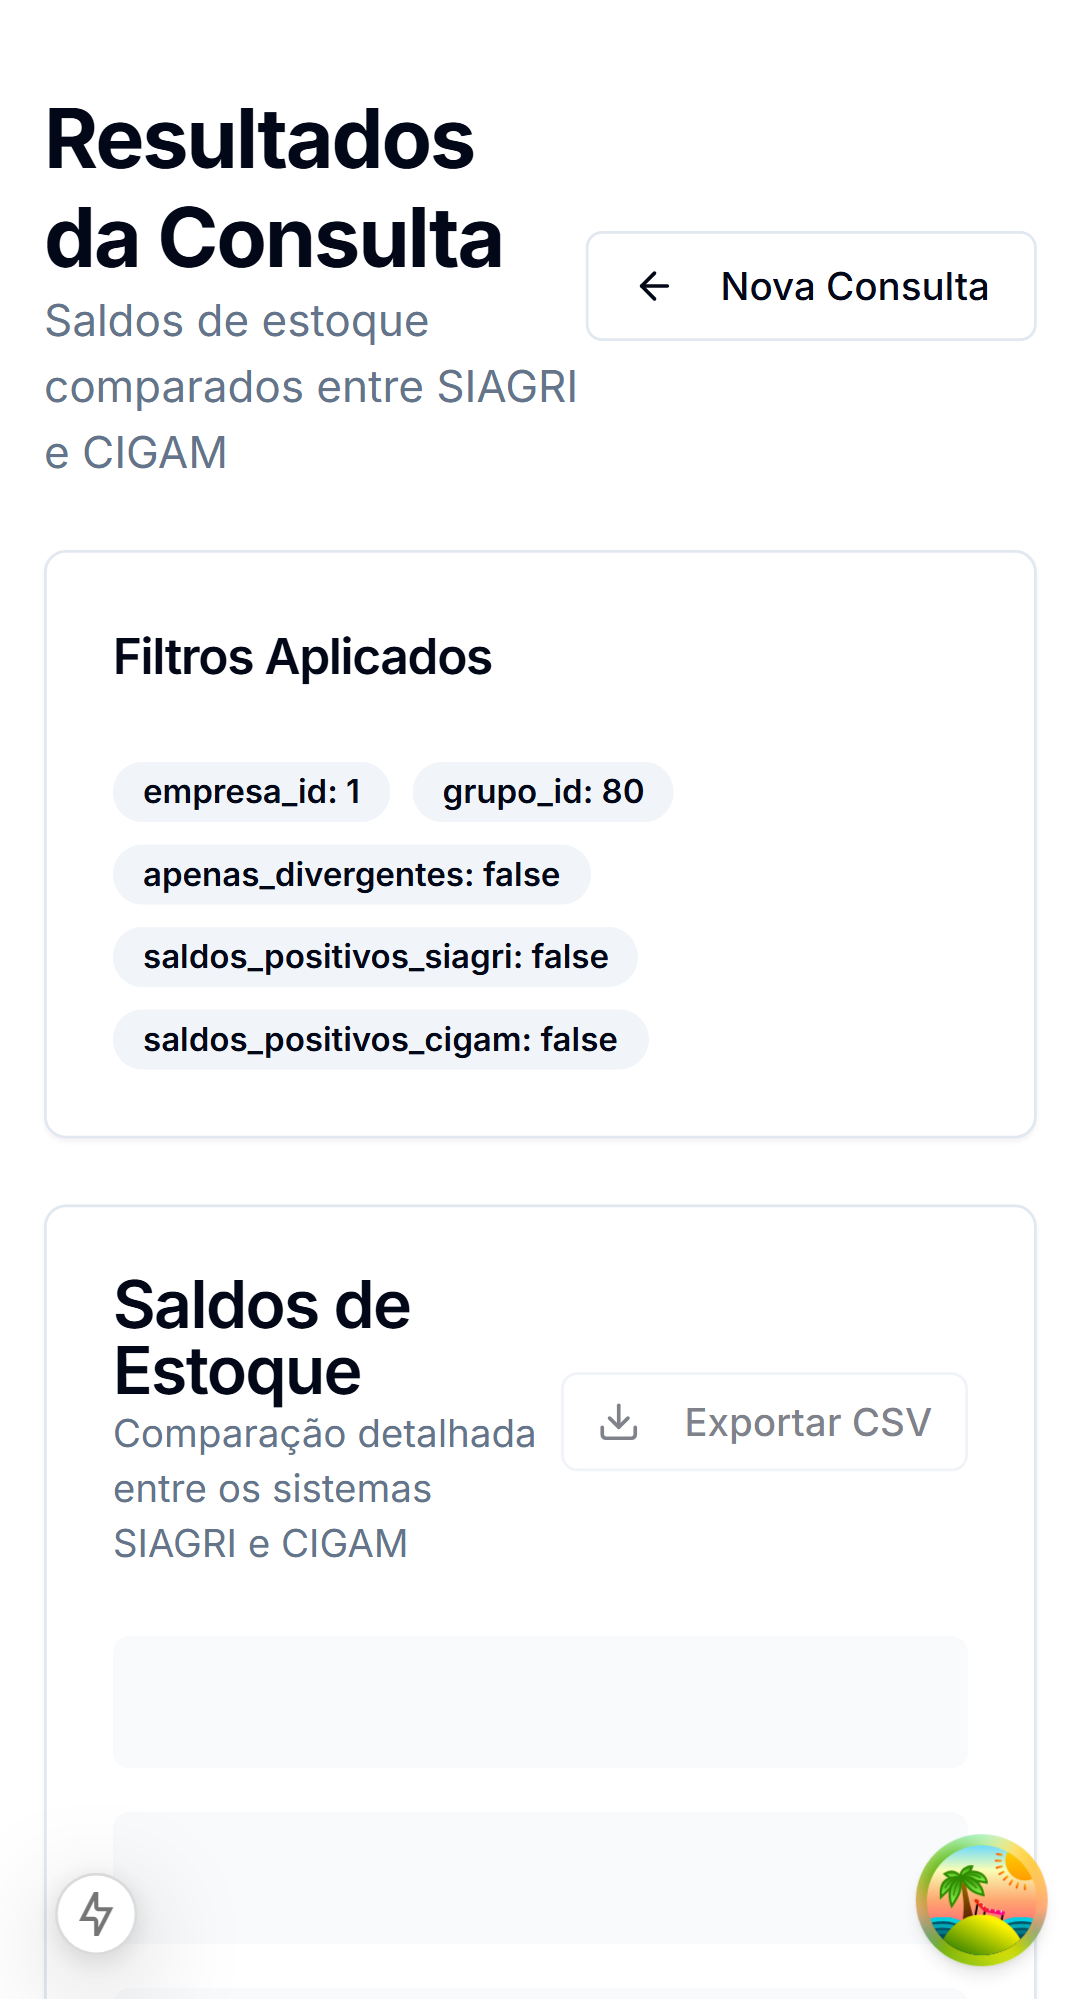 Resultados
da Consulta
Saldos de estoque
comparados entre SIAGRI
e CIGAM
Nova Consulta
Filtros Aplicados
empresa_id: 1
grupo_id: 80
apenas_divergentes: false
saldos_positivos_siagri: false
saldos_positivos_cigam: false
Saldos de
Estoque
Comparação detalhada
entre os sistemas
SIAGRI e CIGAM
Exportar CSV